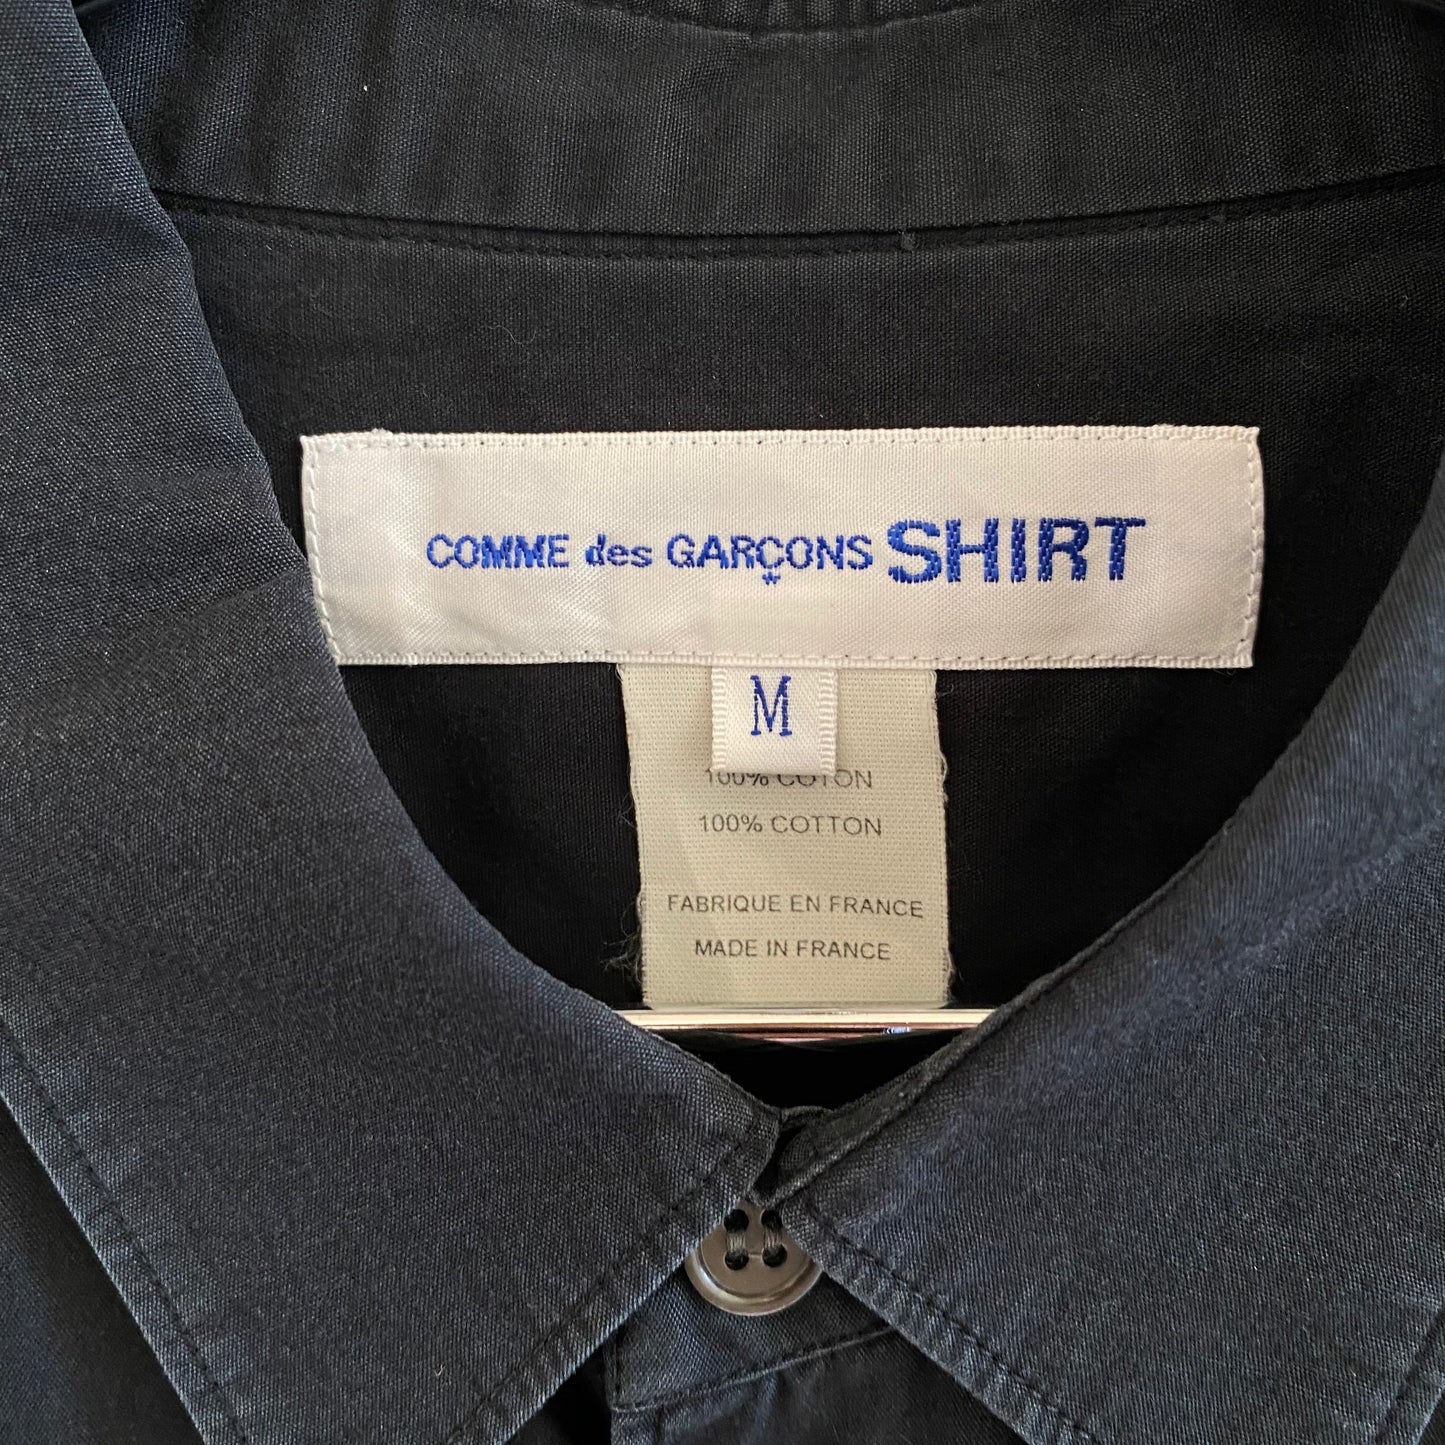 COMME des GARÇONS SHIRT
M
100% COTON
100% COTTON
FABRIQUE EN FRANCE
MADE IN FRANCE